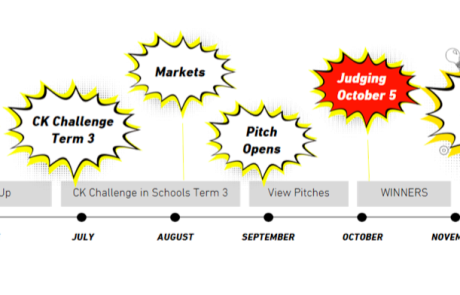 Markets
Judging
October 5
CK Challenge
Term 3
Pitch
Opens
Up
CK Challenge in Schools Term 3
View Pitches
WINNERS
JULY
AUGUST
SEPTEMBER
OCTOBER
NOVEM